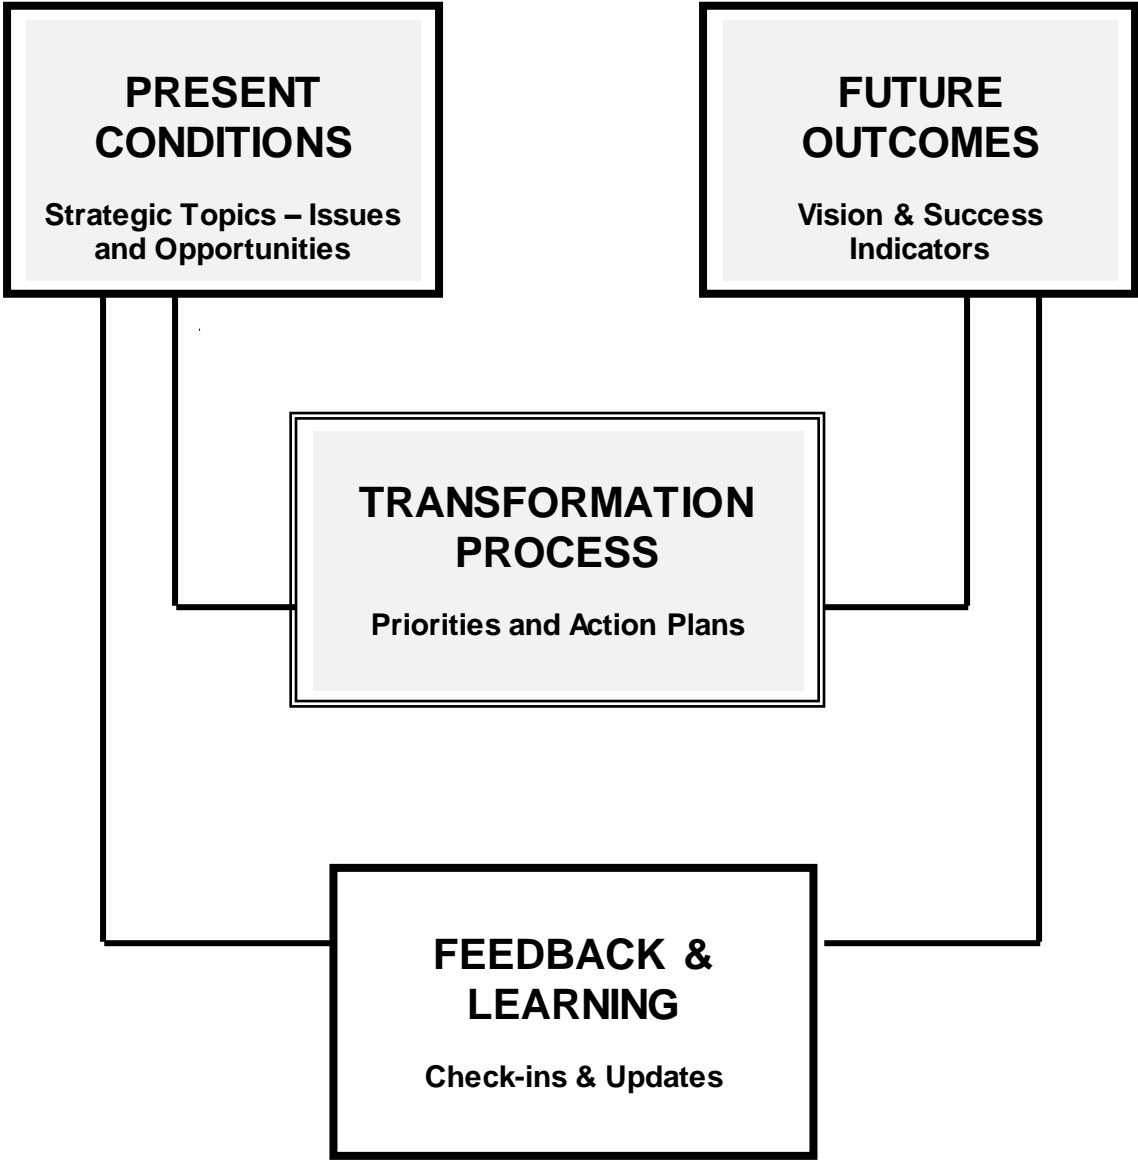 PRESENT
CONDITIONS
Strategic Topics – Issues
and Opportunities
FUTURE
OUTCOMES
Vision & Success
Indicators
TRANSFORMATION
PROCESS
Priorities and Action Plans
FEEDBACK &
LEARNING
Check-ins & Updates